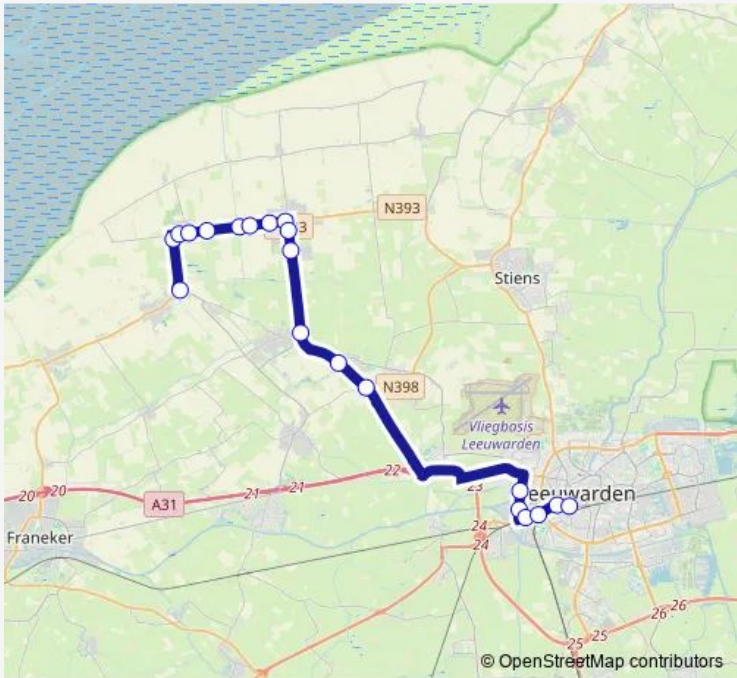 N393
3
Stiens
N398
Vliegbasis
Leeuwarden
22
20
20
21
21
23
A31
eeuwarden
Franeker
24
24
26
26
25
25
© OpenStreetMap contributors